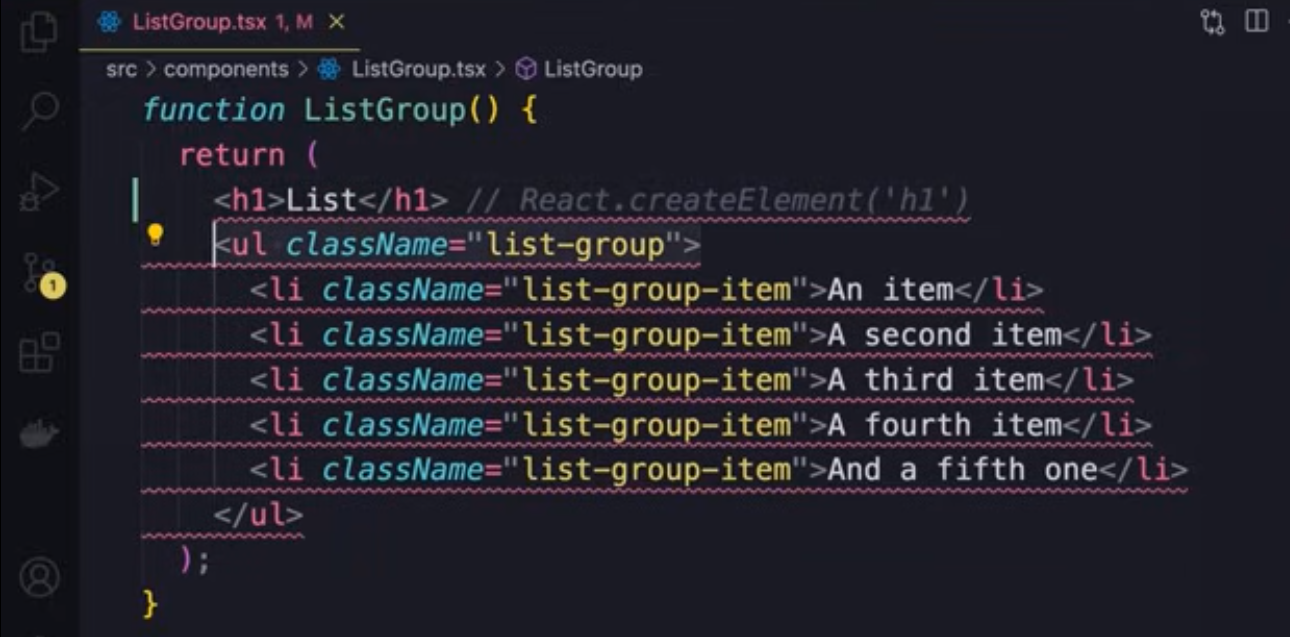 ListGroup.tsx 1, M ×
src > components > ListGroup.tsx > ListGroup
function ListGroup() {
return (
<h1>List</h1> // React.createElement('h1')
<ul className="list-group">
<li className="list-group-item">An item</li>
<li className="list-group-item">A second item</li>
<li className="list-group-item">A third item</li>
<li className="list-group-item">A fourth item</li>
<li className="list-group-item">And a fifth one</li>
</ul>
);
}
1